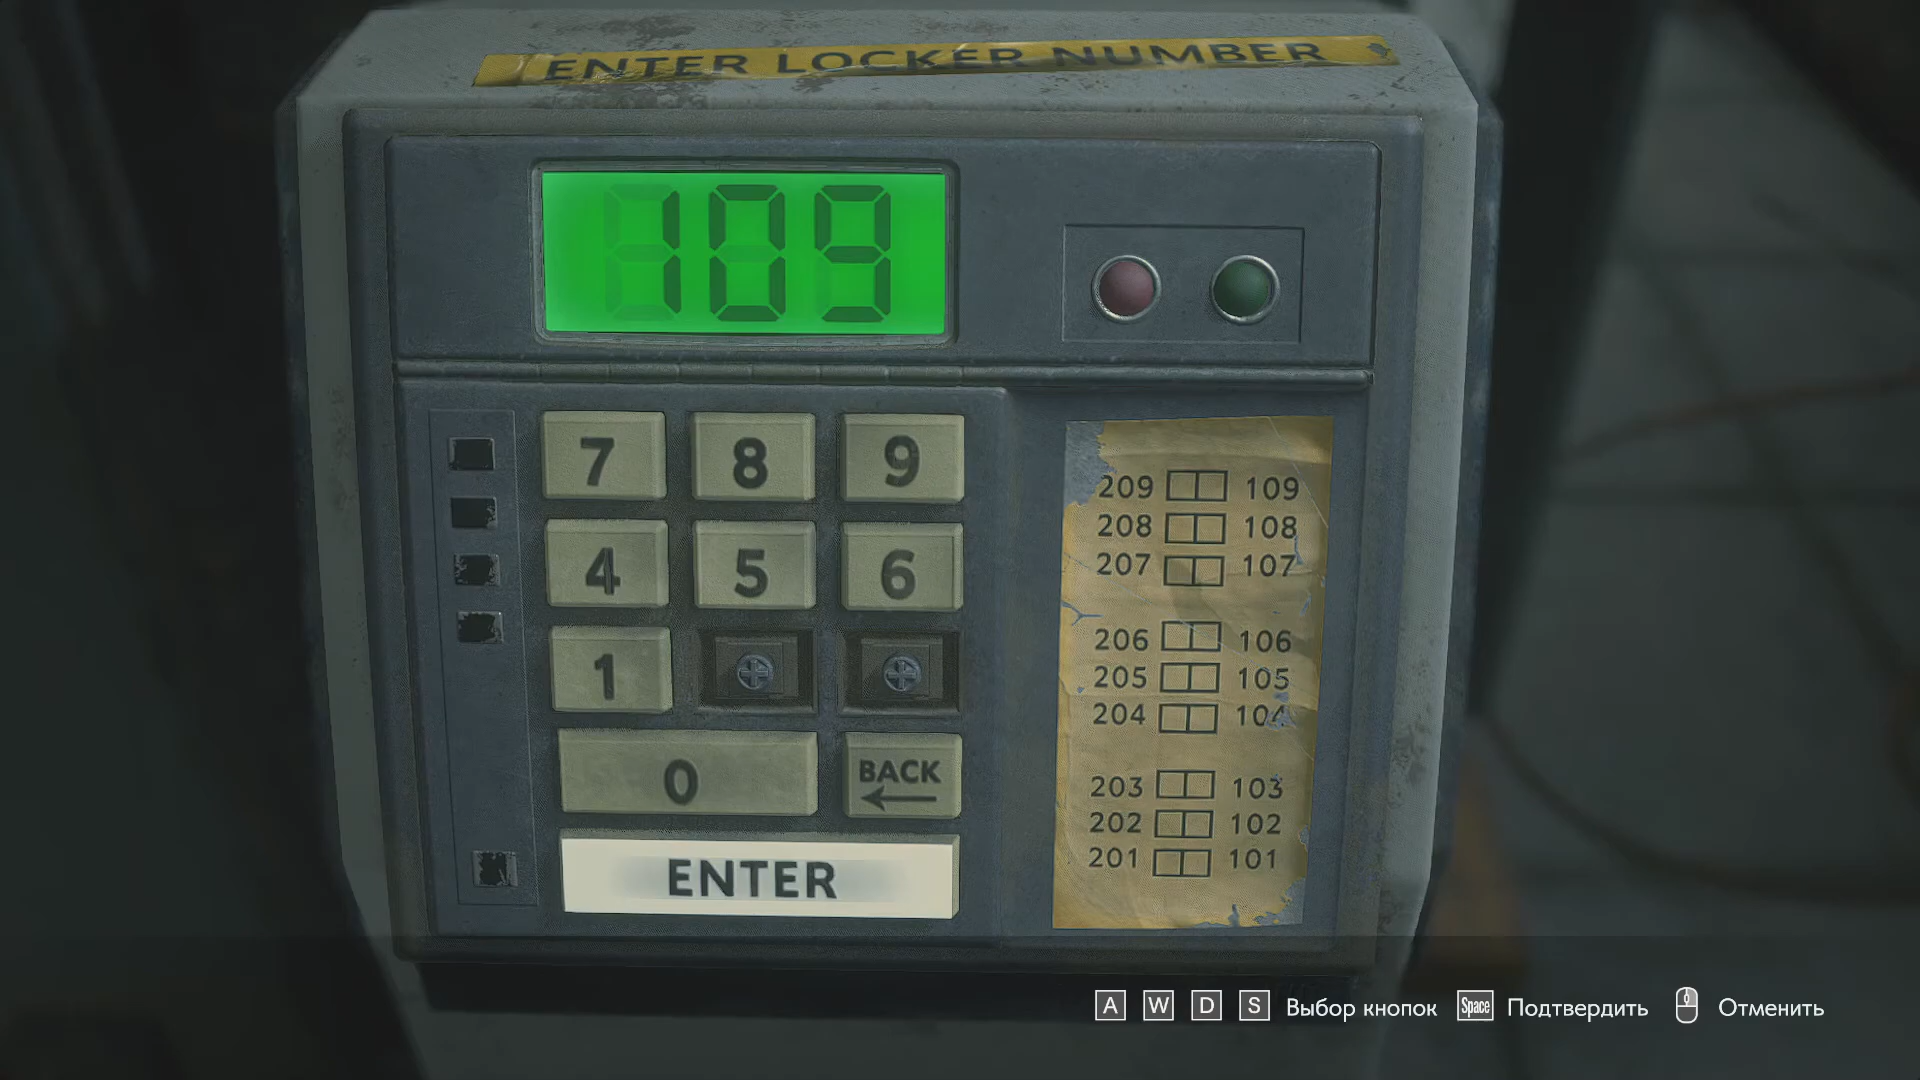 ENTER LOCKER NUMBER
109
7 8 9
4 5 6
1
0 BACK
ENTER
209 109
208 108
207 107
206 106
205 105
204 104
203 103
202 102
201 101
A W D S Выбор кнопок Space Подтвердить Отменить